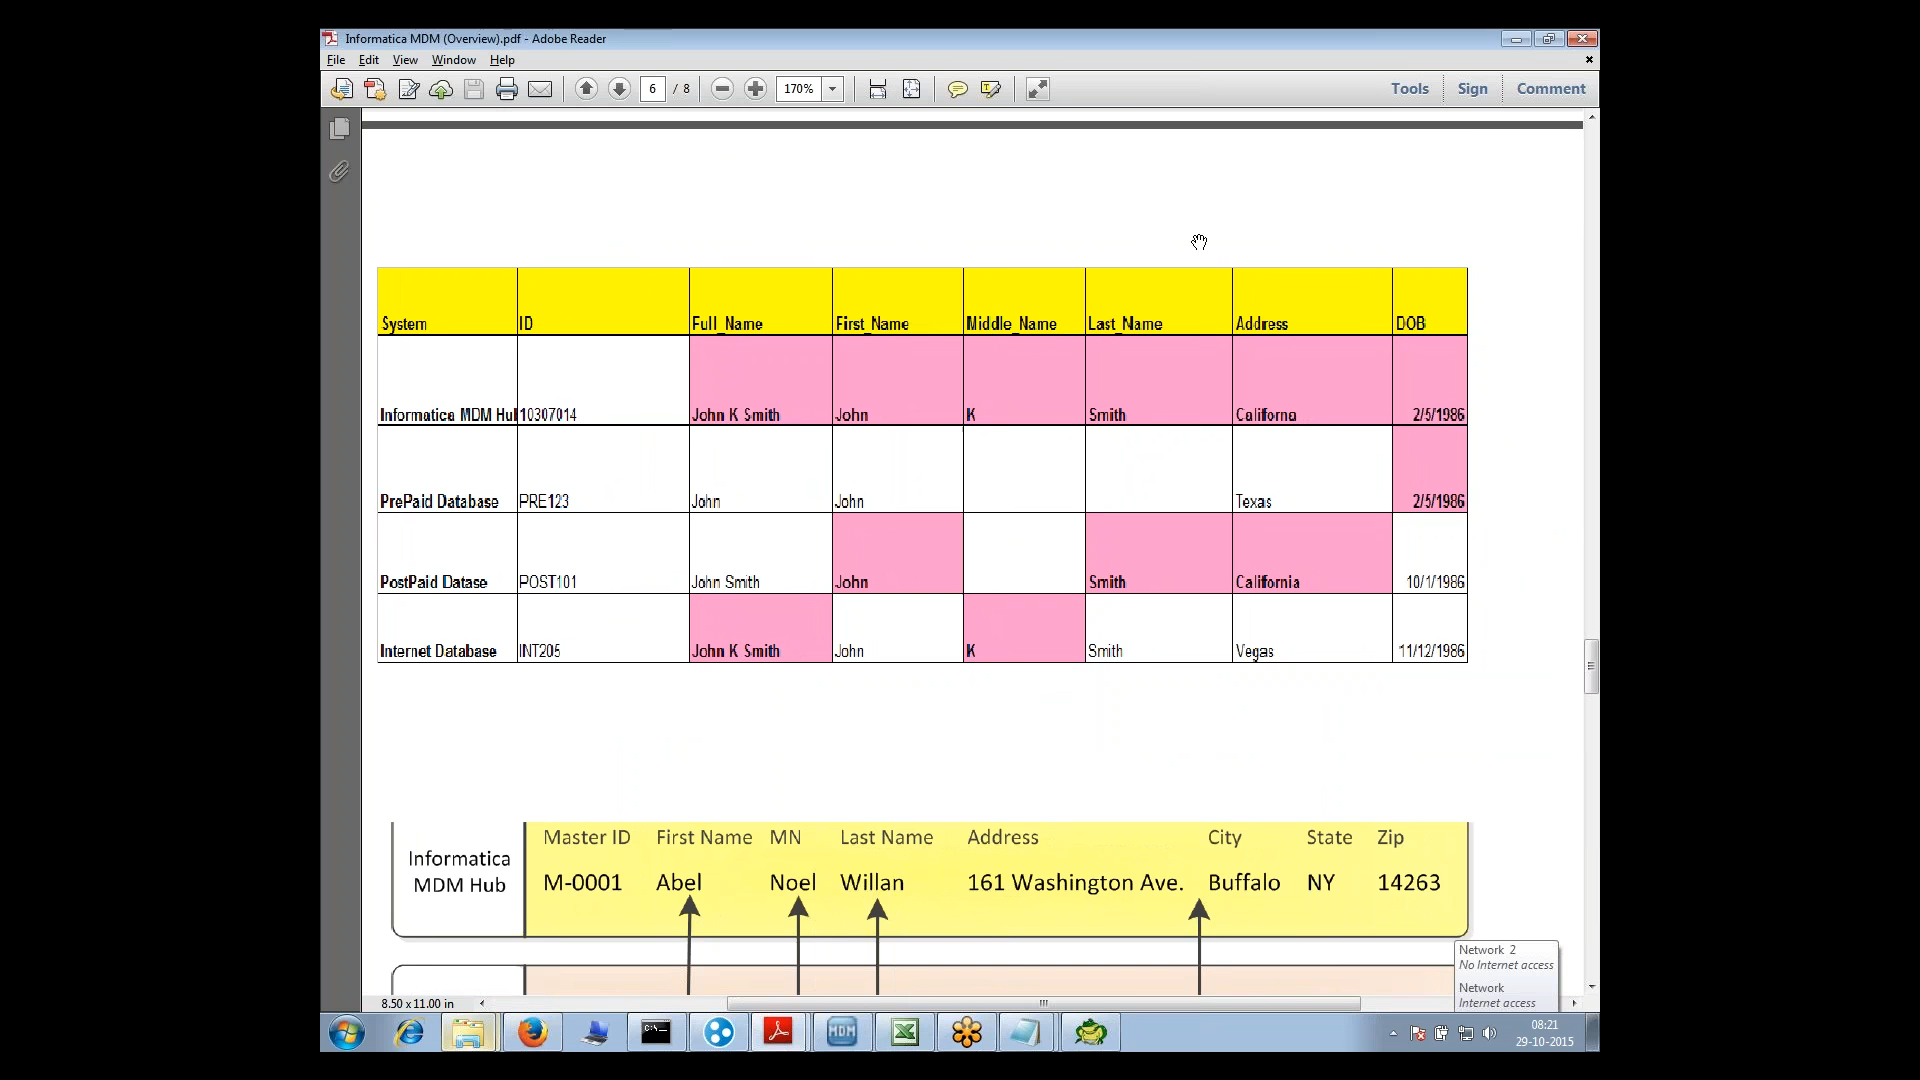 Informatica MDM (Overview).pdf - Adobe Reader
File Edit View Window Help
6 / 8 170% Tools Sign Comment
System ID Full_Name First_Name Middle_Name Last_Name Address DOB
Informatica MDM Hul 10307014 John K Smith John K Smith Californa 2/5/1986
PrePaid Database PRE123 John John Texas 2/5/1986
PostPaid Datase POST101 John Smith John Smith California 10/1/1986
Internet Database INT205 John K Smith John K Smith Vegas 11/12/1986
Informatica
MDM Hub
Master ID First Name MN Last Name Address City State Zip
M-0001 Abel Noel Willan 161 Washington Ave. Buffalo NY 14263
Network 2
No Internet access
Network
Internet access
8.50 x 11.00 in
C:\_
MDM
08:21
29-10-2015